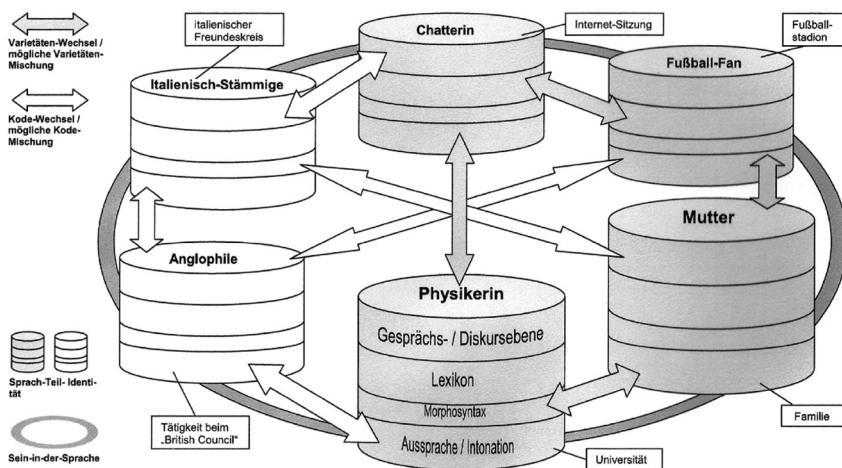 Varietäten-Wechsel /
mögliche Varietäten-
Mischung
Kode-Wechsel /
mögliche Kode-
Mischung
italienischer
Freundeskreis
Chatterin
Internet-Sitzung
Fußball-
stadion
Italienisch-Stämmige
Fußball-Fan
Anglophile
Mutter
Physikerin
Gesprächs- / Diskursebene
Lexikon
Morphosyntax
Aussprache / Intonation
Sprach-Teil- Identi-
tät
Sein-in-der-Sprache
Tätigkeit beim
„British Council“
Universität
Familie